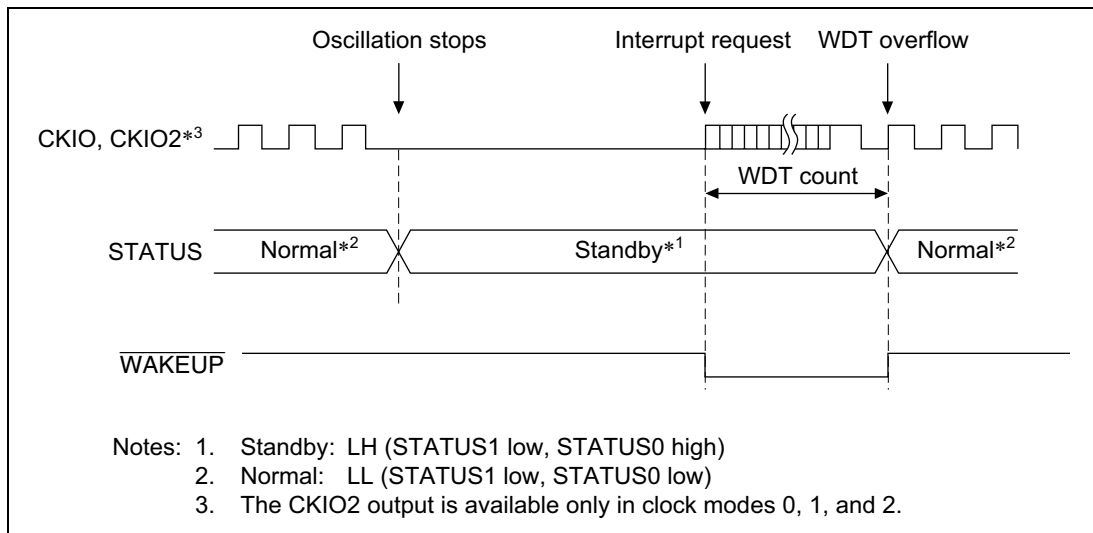 Oscillation stops Interrupt request WDT overflow
CKIO, CKIO2*3
WDT count
STATUS Normal*2 Standby*1 Normal*2
WAKEUP
Notes: 1. Standby: LH (STATUS1 low, STATUS0 high)
2. Normal: LL (STATUS1 low, STATUS0 low)
3. The CKIO2 output is available only in clock modes 0, 1, and 2.